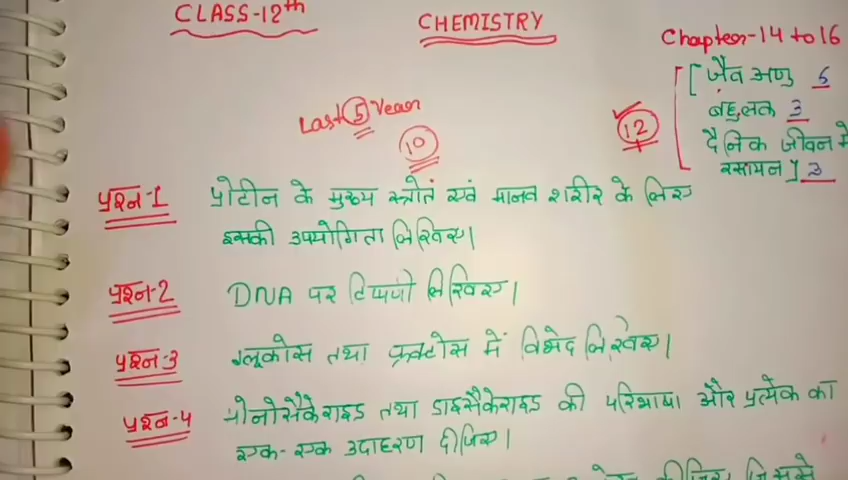 CLASS-12th
CHEMISTRY
Chapter-14 to 16
[जैव अणु 5
बहुलक 3
दैनिक जीवन मे
रसायन] 3
Last 5 Year
10
12
प्रश्न-1 प्रोटीन के मुख्य स्त्रोत एवं मानव शरीर के लिए
इसकी उपयोगिता लिखिए।
प्रश्न-2 DNA पर टिप्पणी लिखिए।
प्रश्न-3 ग्लूकोस तथा फ्रक्टोस में विभेद लिखिए।
प्रश्न-4 मोनोसैकेराइड तथा डाइसैकेराइड की परिभाषा और प्रत्येक का
एक-एक उदाहरण दीजिए।